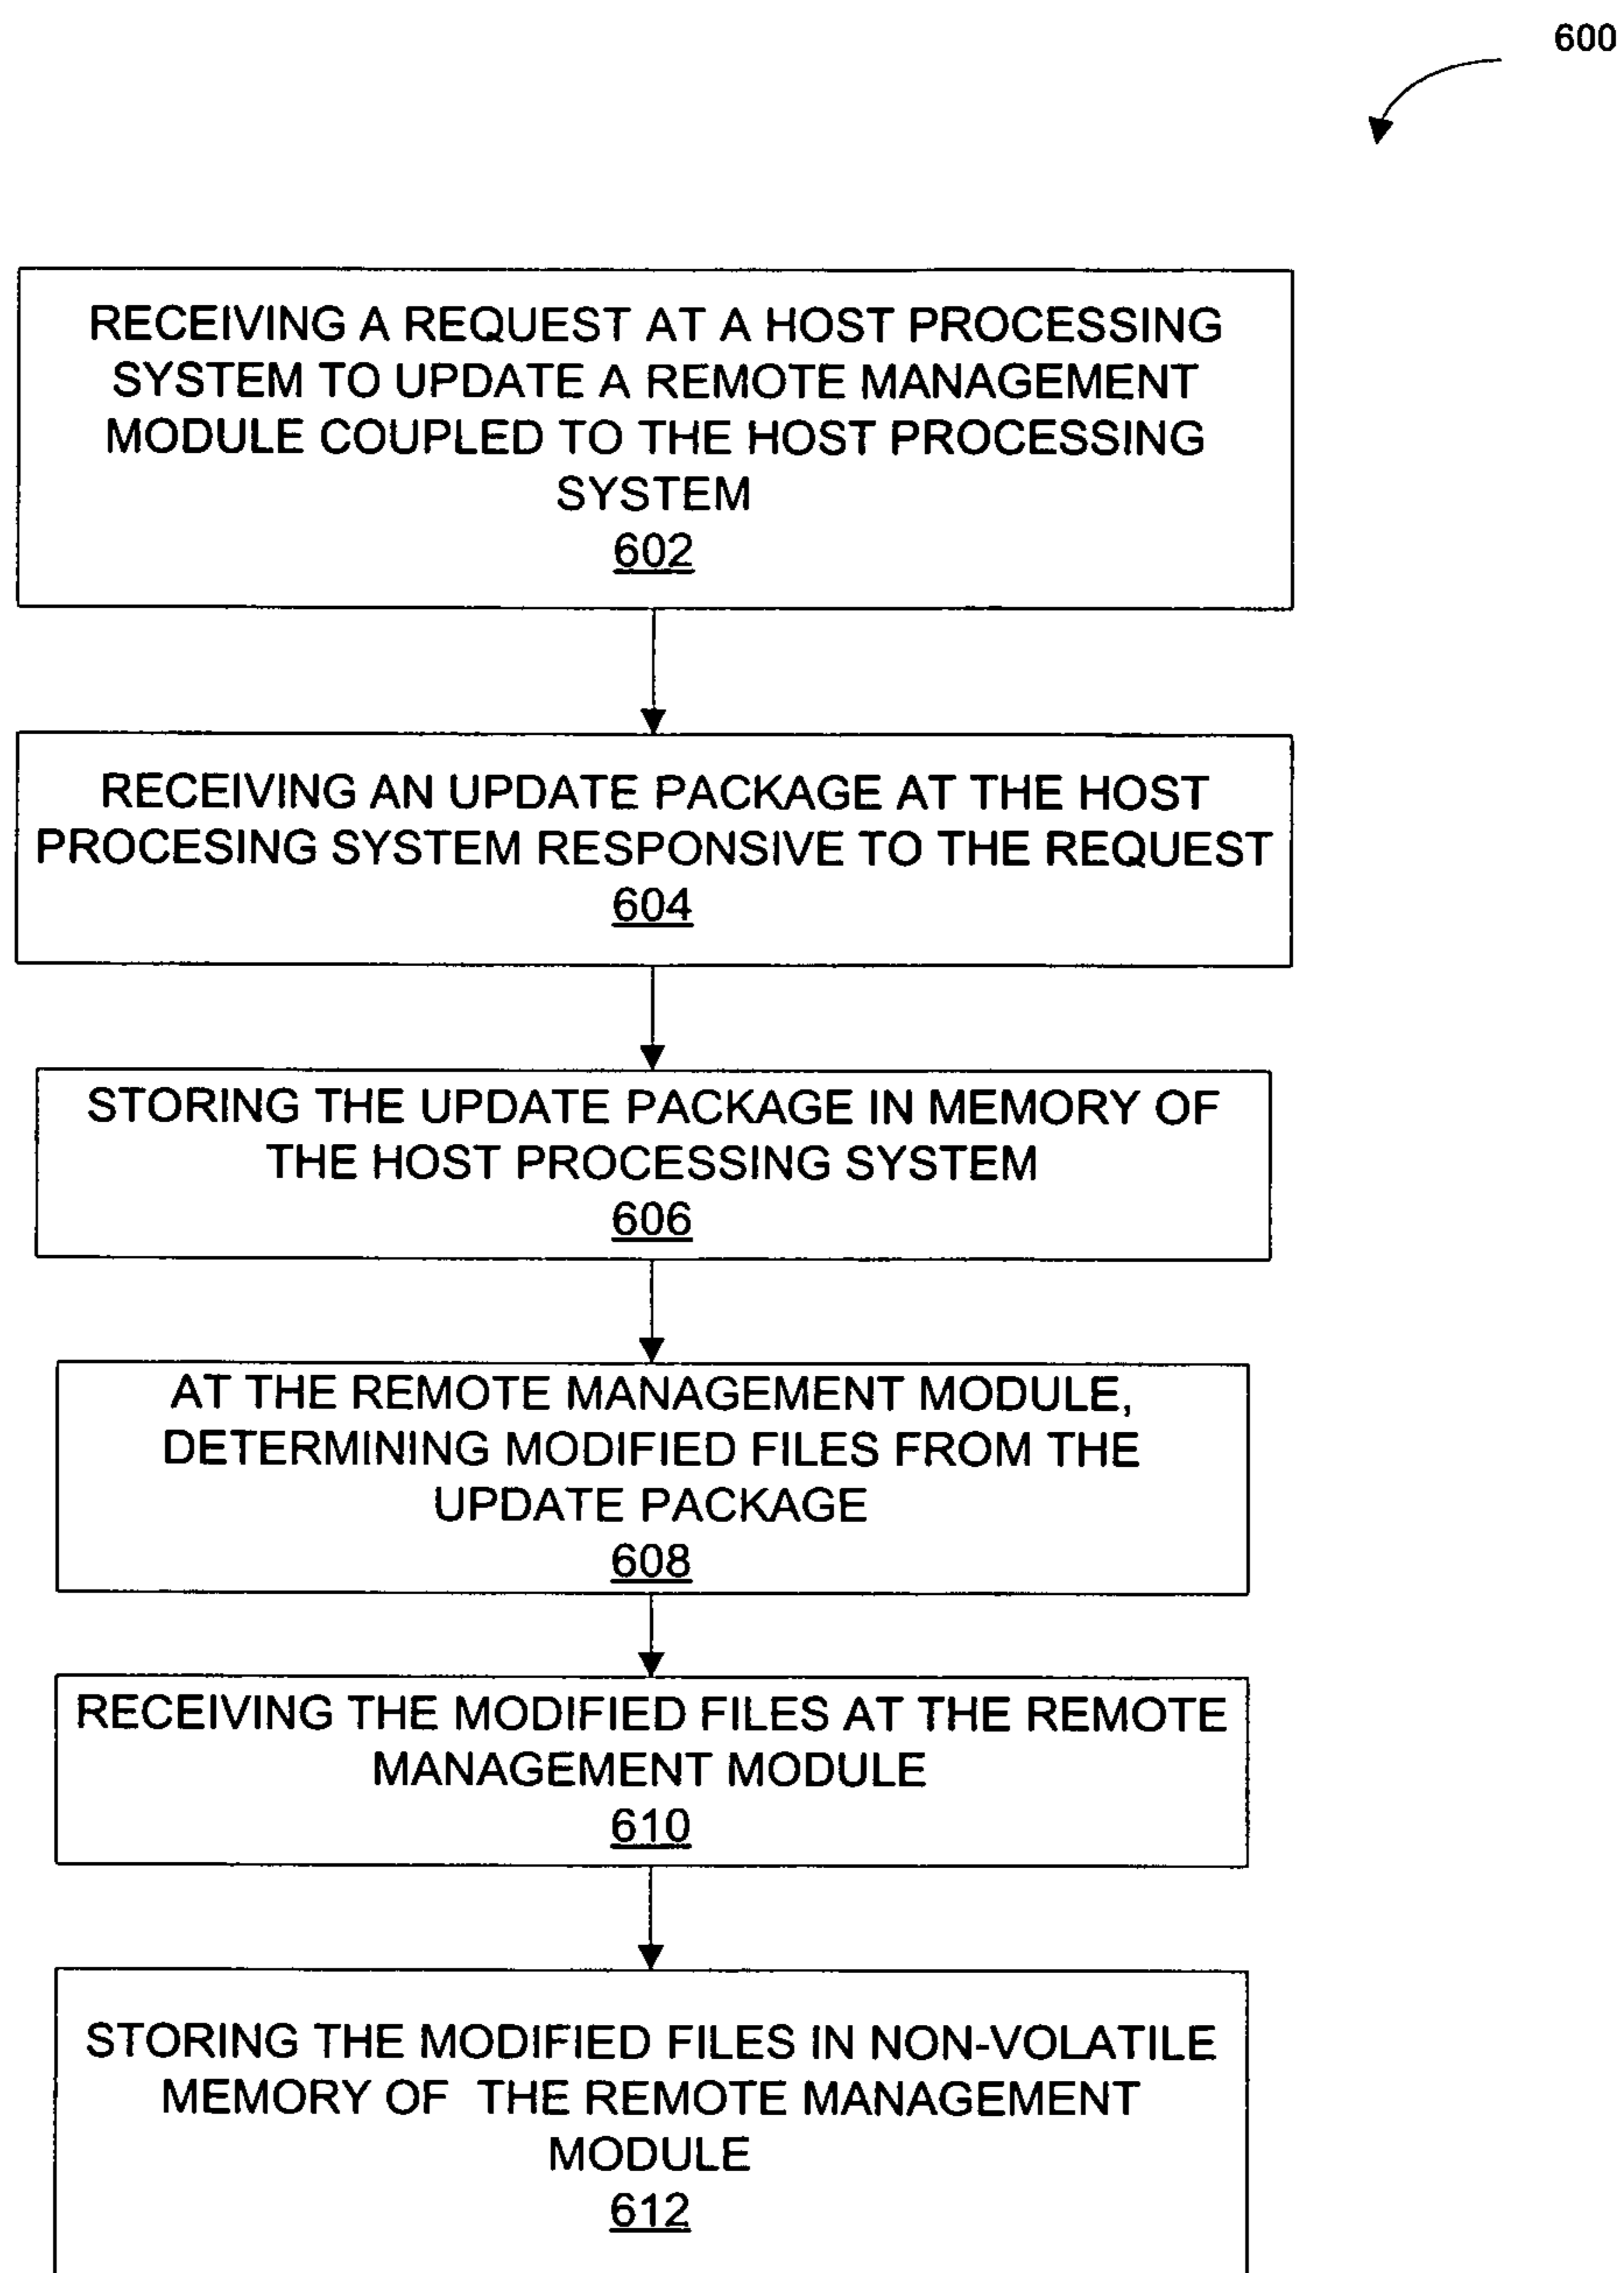 600
RECEIVING A REQUEST AT A HOST PROCESSING
SYSTEM TO UPDATE A REMOTE MANAGEMENT
MODULE COUPLED TO THE HOST PROCESSING
SYSTEM
602
RECEIVING AN UPDATE PACKAGE AT THE HOST
PROCESING SYSTEM RESPONSIVE TO THE REQUEST
604
STORING THE UPDATE PACKAGE IN MEMORY OF
THE HOST PROCESSING SYSTEM
606
AT THE REMOTE MANAGEMENT MODULE,
DETERMINING MODIFIED FILES FROM THE
UPDATE PACKAGE
608
RECEIVING THE MODIFIED FILES AT THE REMOTE
MANAGEMENT MODULE
610
STORING THE MODIFIED FILES IN NON-VOLATILE
MEMORY OF THE REMOTE MANAGEMENT
MODULE
612